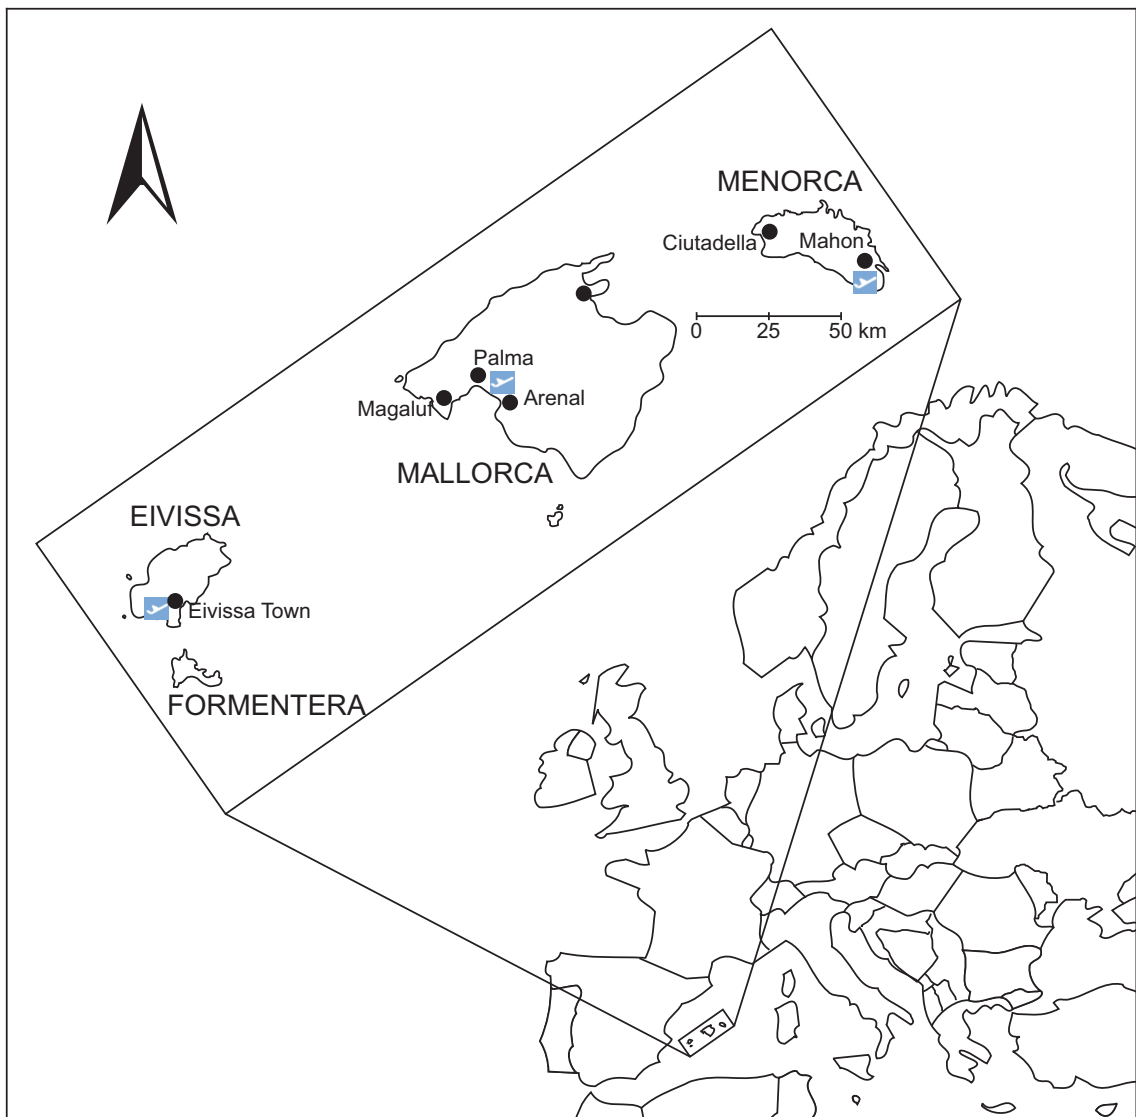 MENORCA
Ciutadella
Mahon
0 25 50 km
Palma
Magaluf
Arenal
MALLORCA
EIVISSA
Eivissa Town
FORMENTERA